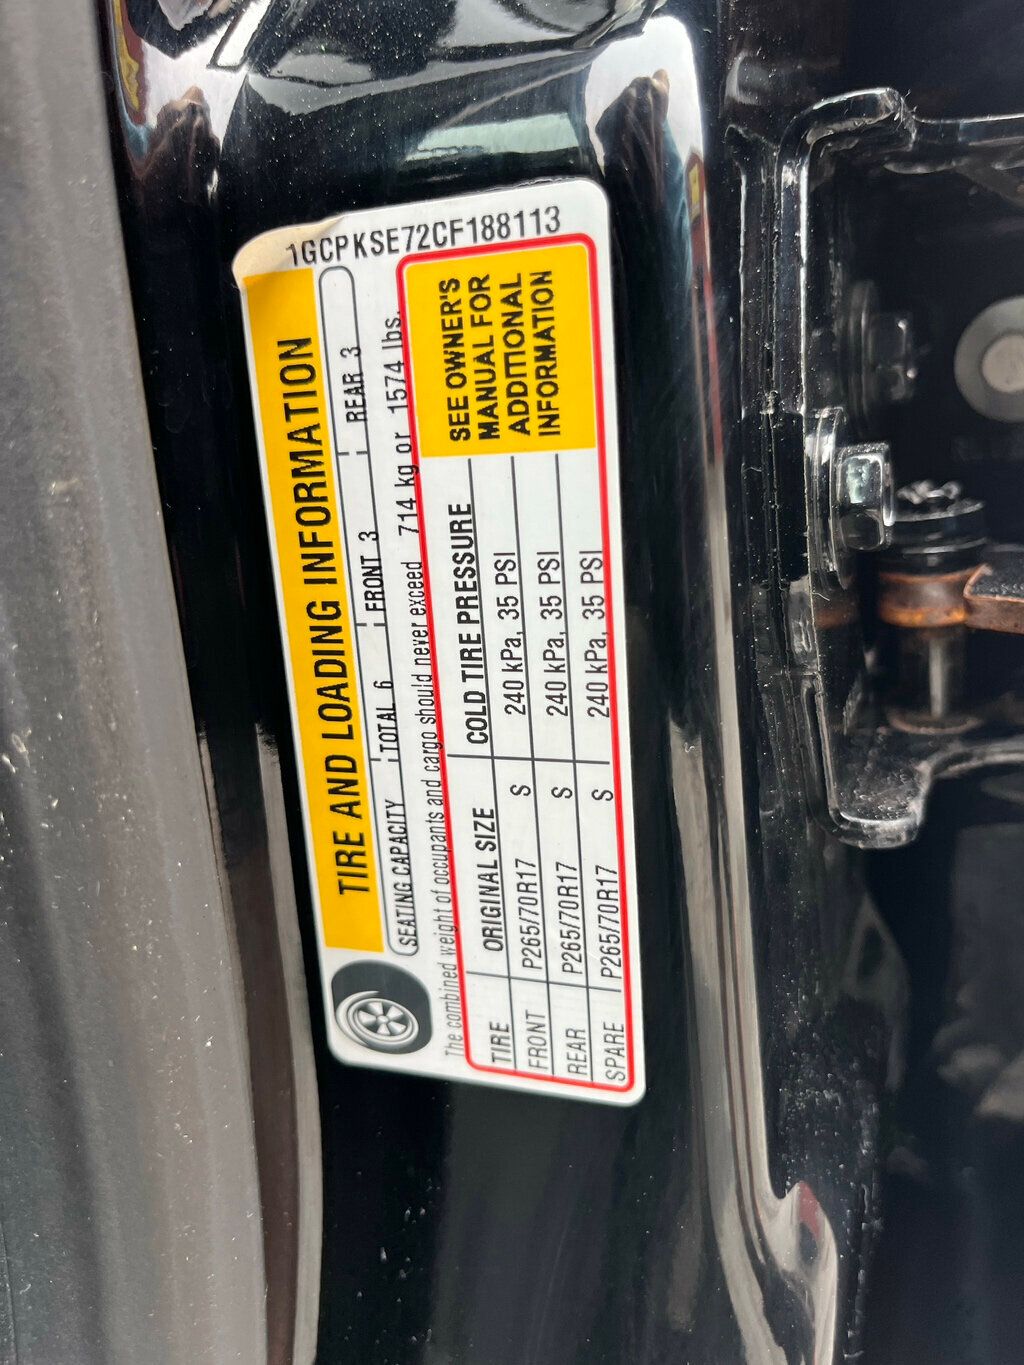 1GCPKSE72CF188113
TIRE AND LOADING INFORMATION
SEATING CAPACITY TOTAL 6 FRONT 3 REAR 3
The combined weight of occupants and cargo should never exceed 714 kg or 1574 lbs.
TIRE ORIGINAL SIZE COLD TIRE PRESSURE
FRONT P265/70R17 S 240 kPa, 35 PSI
REAR P265/70R17 S 240 kPa, 35 PSI
SPARE P265/70R17 S 240 kPa, 35 PSI
SEE OWNER'S
MANUAL FOR
ADDITIONAL
INFORMATION